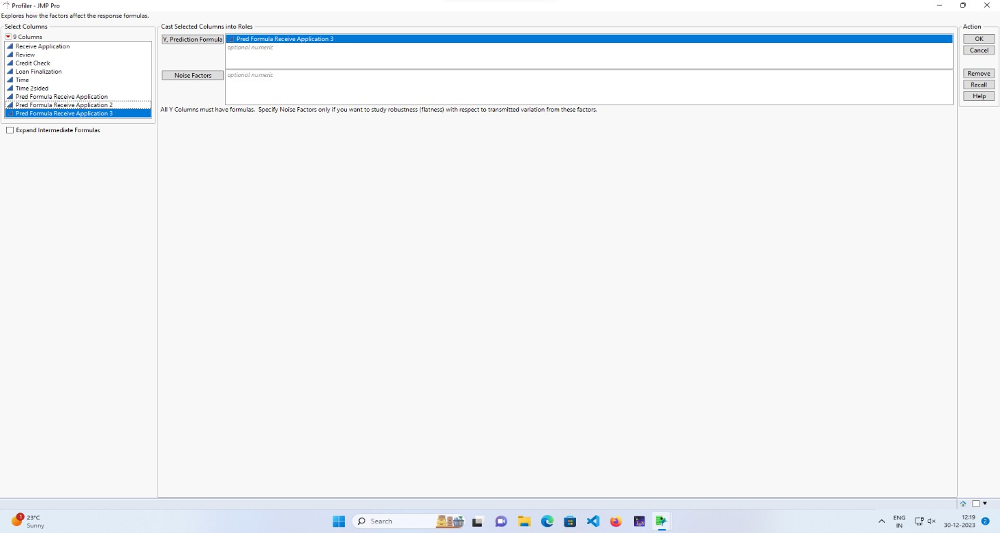 Profiler - JMP Pro
Explores how the factors affect the response formulas.
Select Columns
9 Columns
Receive Application
Review
Credit Check
Loan Finalization
Time
Time 2sided
Pred Formula Receive Application
Pred Formula Receive Application 2
Pred Formula Receive Application 3
Expand Intermediate Formulas
Cast Selected Columns into Roles
Y, Prediction Formula
Pred Formula Receive Application 3
optional numeric
Noise Factors
optional numeric
All Y Columns must have formulas. Specify Noise Factors only if you want to study robustness (flatness) with respect to transmitted variation from these factors.
Action
OK
Cancel
Remove
Recall
Help
1
23°C
Sunny
Search
ENG
IN
12:19
30-12-2023
2